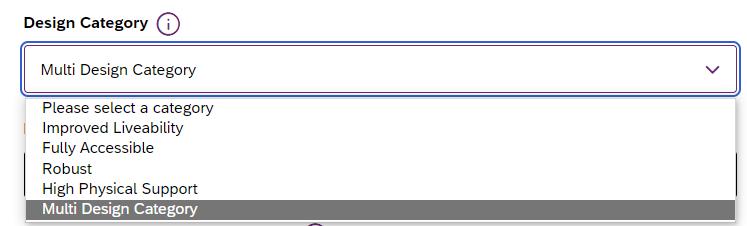 Design Category
Multi Design Category
Please select a category
Improved Liveability
Fully Accessible
Robust
High Physical Support
Multi Design Category